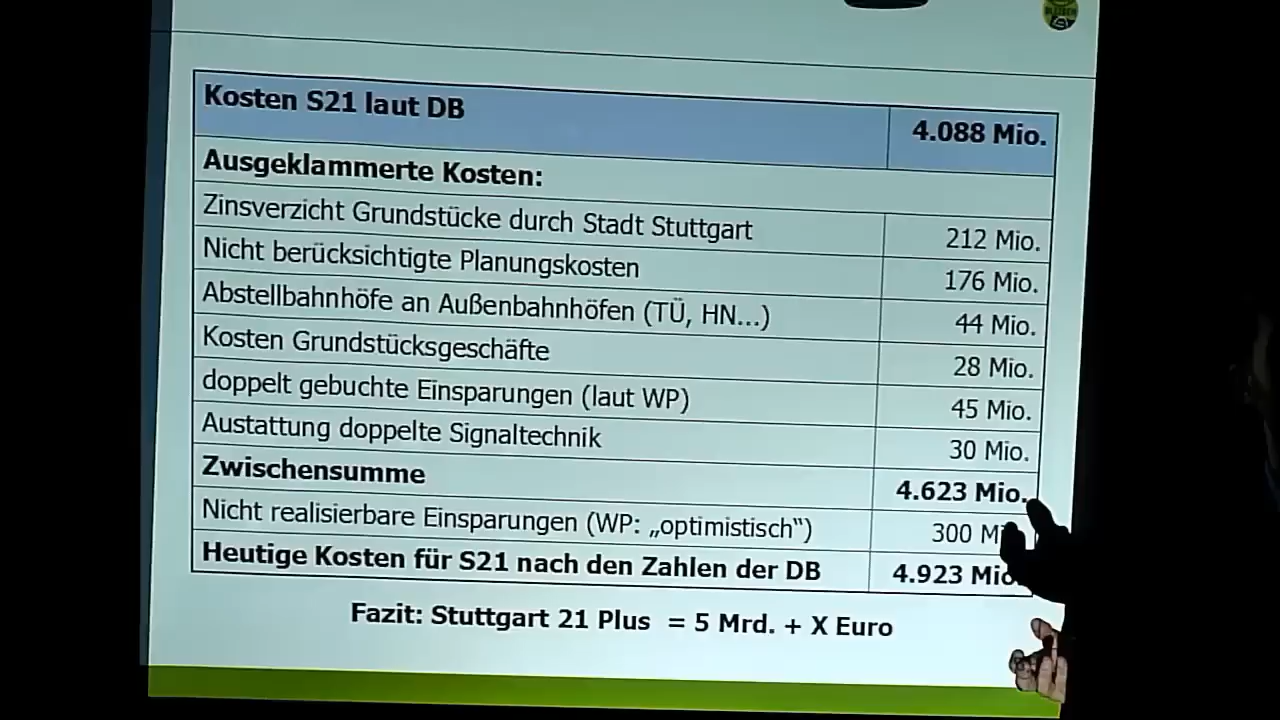 Kosten S21 laut DB 4.088 Mio.
Ausgeklammerte Kosten:
Zinsverzicht Grundstücke durch Stadt Stuttgart 212 Mio.
Nicht berücksichtigte Planungskosten 176 Mio.
Abstellbahnhöfe an Außenbahnhöfen (TÜ, HN...) 44 Mio.
Kosten Grundstücksgeschäfte 28 Mio.
doppelt gebuchte Einsparungen (laut WP) 45 Mio.
Austattung doppelte Signaltechnik 30 Mio.
Zwischensumme 4.623 Mio.
Nicht realisierbare Einsparungen (WP: „optimistisch“) 300 M
Heutige Kosten für S21 nach den Zahlen der DB 4.923 Mio
Fazit: Stuttgart 21 Plus = 5 Mrd. + X Euro